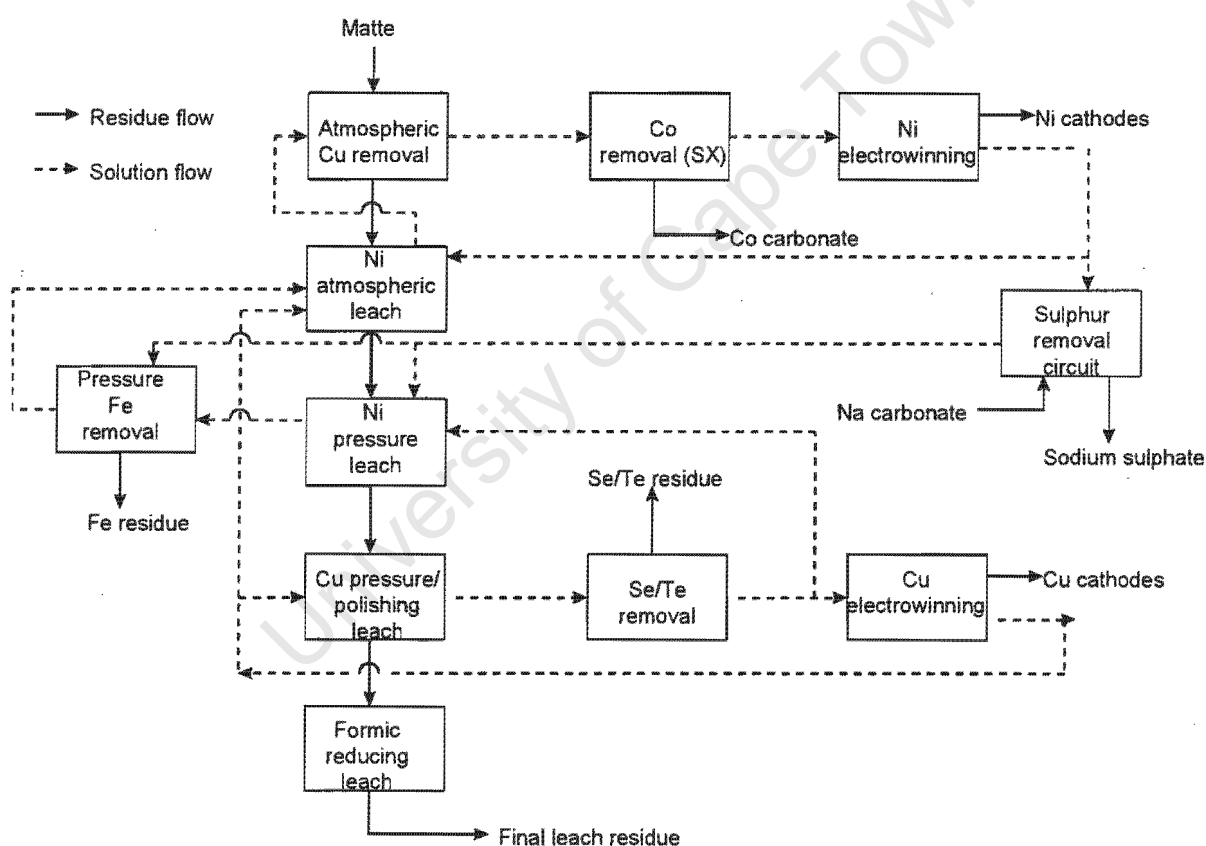 Matte
Residue flow
Solution flow
Atmospheric
Cu removal
Co
removal (SX)
Ni
electrowinning
Ni cathodes
Co carbonate
Ni
atmospheric
leach
Sulphur
removal
circuit
Pressure
Fe
removal
Ni
pressure
leach
Na carbonate
Sodium sulphate
Fe residue
Se/Te residue
Cu pressure/
polishing
leach
Se/Te
removal
Cu
electrowinning
Cu cathodes
Formic
reducing
leach
Final leach residue
University of Cape Tow